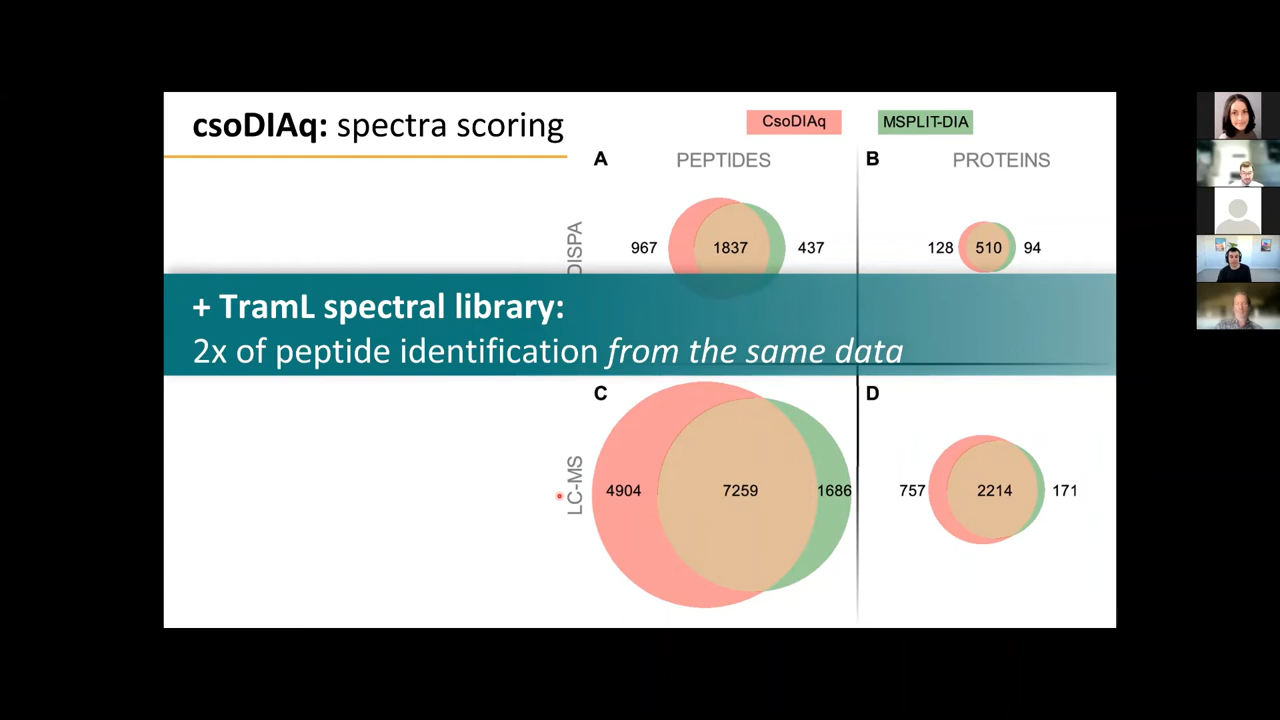 csoDIAq: spectra scoring
CsoDIAq
MSPLIT-DIA
A
PEPTIDES
B
PROTEINS
DISPA
967
1837
437
128
510
94
+ TramL spectral library:
2x of peptide identification from the same data
C
D
LC-MS
4904
7259
1686
757
2214
171